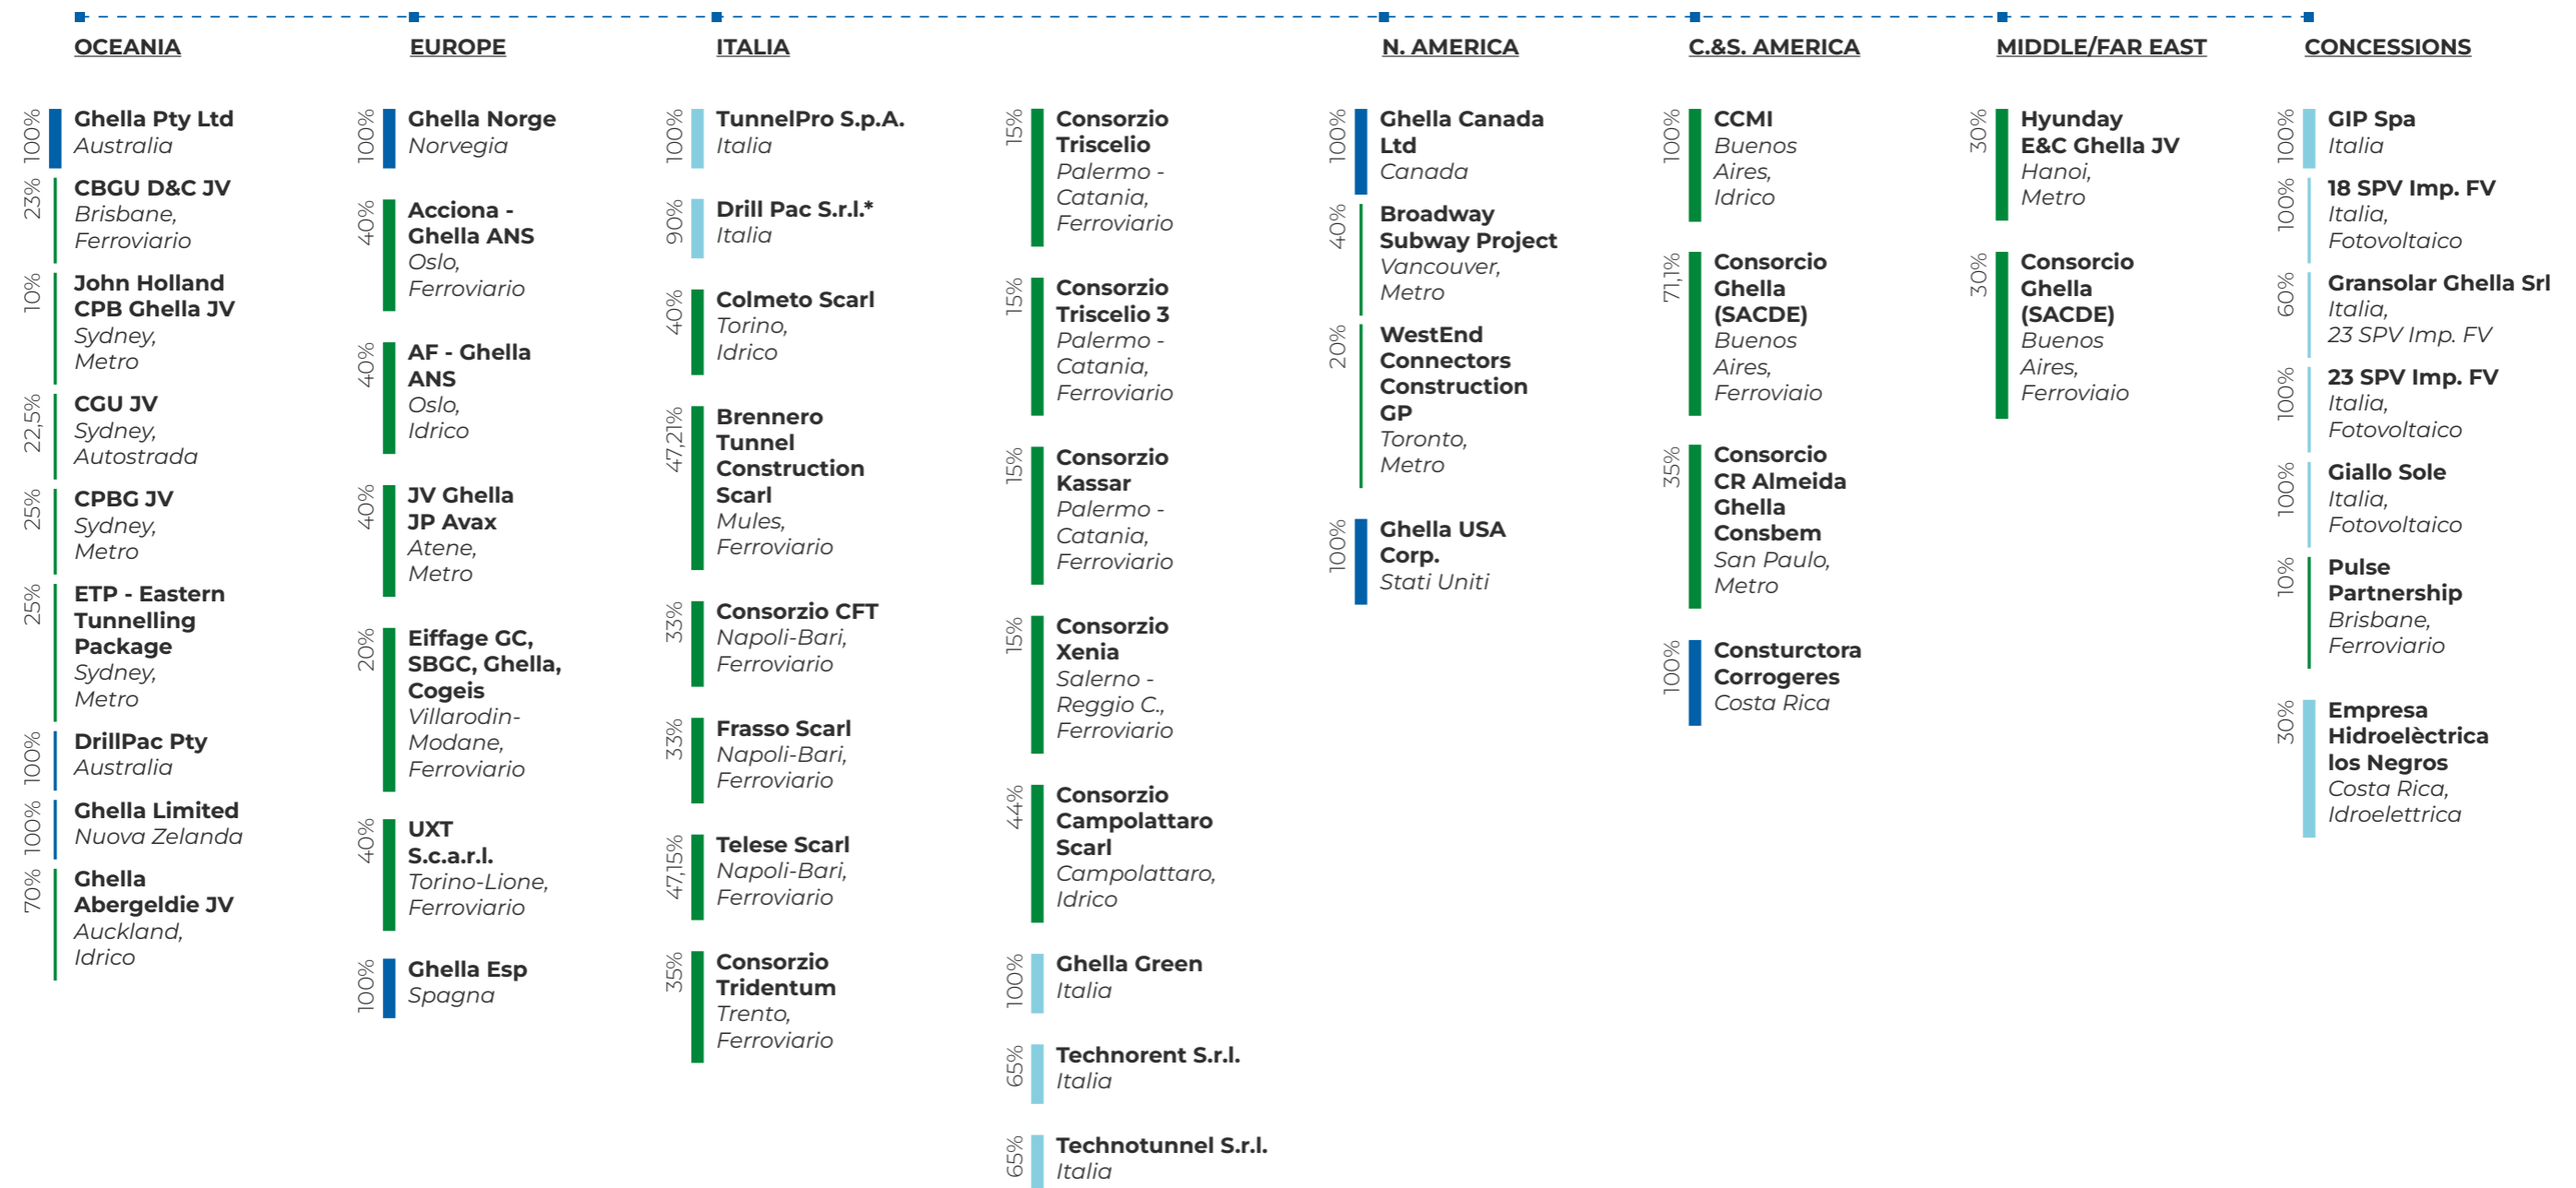 OCEANIA
100%
Ghella Pty Ltd
Australia
23%
CBGU D&C JV
Brisbane,
Ferroviario
10%
John Holland
CPB Ghella JV
Sydney,
Metro
22,5%
CGU JV
Sydney,
Autostrada
25%
CPBG JV
Sydney,
Metro
25%
ETP - Eastern
Tunnelling
Package
Sydney,
Metro
100%
DrillPac Pty
Australia
100%
Ghella Limited
Nuova Zelanda
70%
Ghella
Abergeldie JV
Auckland,
Idrico
EUROPE
100%
Ghella Norge
Norvegia
40%
Acciona -
Ghella ANS
Oslo,
Ferroviario
40%
AF - Ghella
ANS
Oslo,
Idrico
40%
JV Ghella
JP Avax
Atene,
Metro
20%
Eiffage GC,
SBGC, Ghella,
Cogeis
Villarodin-
Modane,
Ferroviario
40%
UXT
S.c.a.r.l.
Torino-Lione,
Ferroviario
100%
Ghella Esp
Spagna
ITALIA
100%
TunnelPro S.p.A.
Italia
90%
Drill Pac S.r.l.*
Italia
40%
Colmeto Scarl
Torino,
Idrico
47,21%
Brennero
Tunnel
Construction
Scarl
Mules,
Ferroviario
33%
Consorzio CFT
Napoli-Bari,
Ferroviario
33%
Frasso Scarl
Napoli-Bari,
Ferroviario
47,15%
Telese Scarl
Napoli-Bari,
Ferroviario
35%
Consorzio
Tridentum
Trento,
Ferroviario
15%
Consorzio
Triscelio
Palermo -
Catania,
Ferroviario
15%
Consorzio
Triscelio 3
Palermo -
Catania,
Ferroviario
15%
Consorzio
Kassar
Palermo -
Catania,
Ferroviario
15%
Consorzio
Xenia
Salerno -
Reggio C.,
Ferroviario
44%
Consorzio
Campolattaro
Scarl
Campolattaro,
Idrico
100%
Ghella Green
Italia
65%
Technorent S.r.l.
Italia
65%
Technotunnel S.r.l.
Italia
N. AMERICA
100%
Ghella Canada
Ltd
Canada
40%
Broadway
Subway Project
Vancouver,
Metro
20%
WestEnd
Connectors
Construction
GP
Toronto,
Metro
100%
Ghella USA
Corp.
Stati Uniti
C.&S. AMERICA
100%
CCMI
Buenos
Aires,
Idrico
71,1%
Consorcio
Ghella
(SACDE)
Buenos
Aires,
Ferroviaio
35%
Consorcio
CR Almeida
Ghella
Consbem
San Paulo,
Metro
100%
Consturctora
Corrogeres
Costa Rica
MIDDLE/FAR EAST
30%
Hyunday
E&C Ghella JV
Hanoi,
Metro
30%
Consorcio
Ghella
(SACDE)
Buenos
Aires,
Ferroviaio
CONCESSIONS
100%
GIP Spa
Italia
100%
18 SPV Imp. FV
Italia,
Fotovoltaico
60%
Gransolar Ghella Srl
Italia,
23 SPV Imp. FV
100%
23 SPV Imp. FV
Italia,
Fotovoltaico
100%
Giallo Sole
Italia,
Fotovoltaico
10%
Pulse
Partnership
Brisbane,
Ferroviario
30%
Empresa
Hidroelèctrica
los Negros
Costa Rica,
Idroelettrica